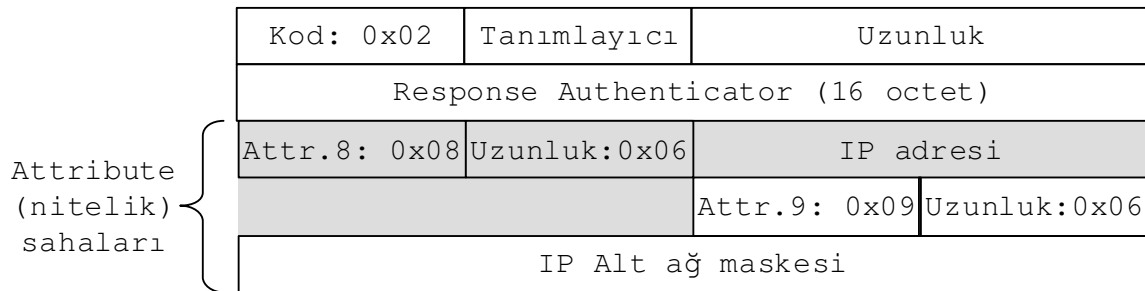 Kod: 0x02 Tanımlayıcı Uzunluk
Response Authenticator (16 octet)
Attr.8: 0x08 Uzunluk:0x06 IP adresi
Attr.9: 0x09 Uzunluk:0x06
IP Alt ağ maskesi
Attribute
(nitelik)
sahaları